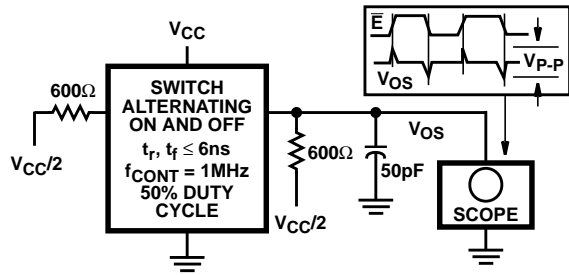 V_CC
600Ω
V_CC/2
SWITCH
ALTERNATING
ON AND OFF
t_r, t_f ≤ 6ns
f_CONT = 1MHz
50% DUTY
CYCLE
600Ω
V_CC/2
50pF
V_OS
E̅
V_OS
V_P-P
SCOPE